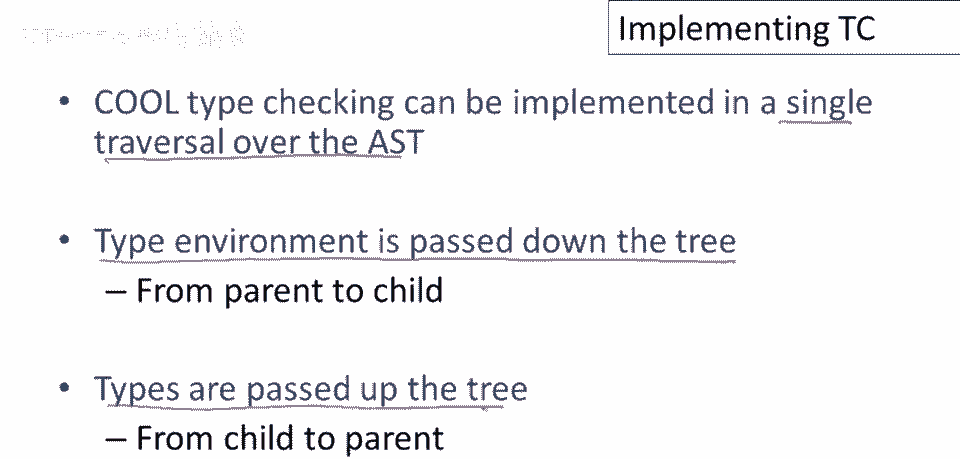 Implementing TC
• COOL type checking can be implemented in a single
traversal over the AST
• Type environment is passed down the tree
– From parent to child
• Types are passed up the tree
– From child to parent